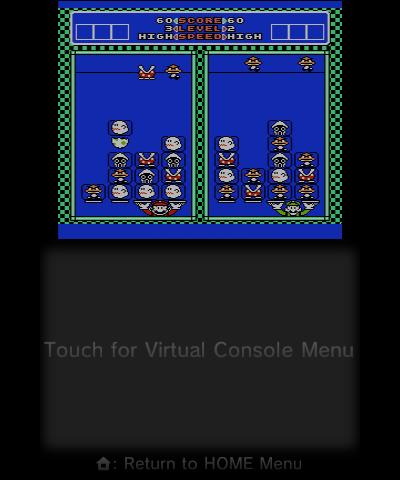 60 SCORE 60
3 LEVEL 2
HIGH SPEED HIGH
Touch for Virtual Console Menu
: Return to HOME Menu